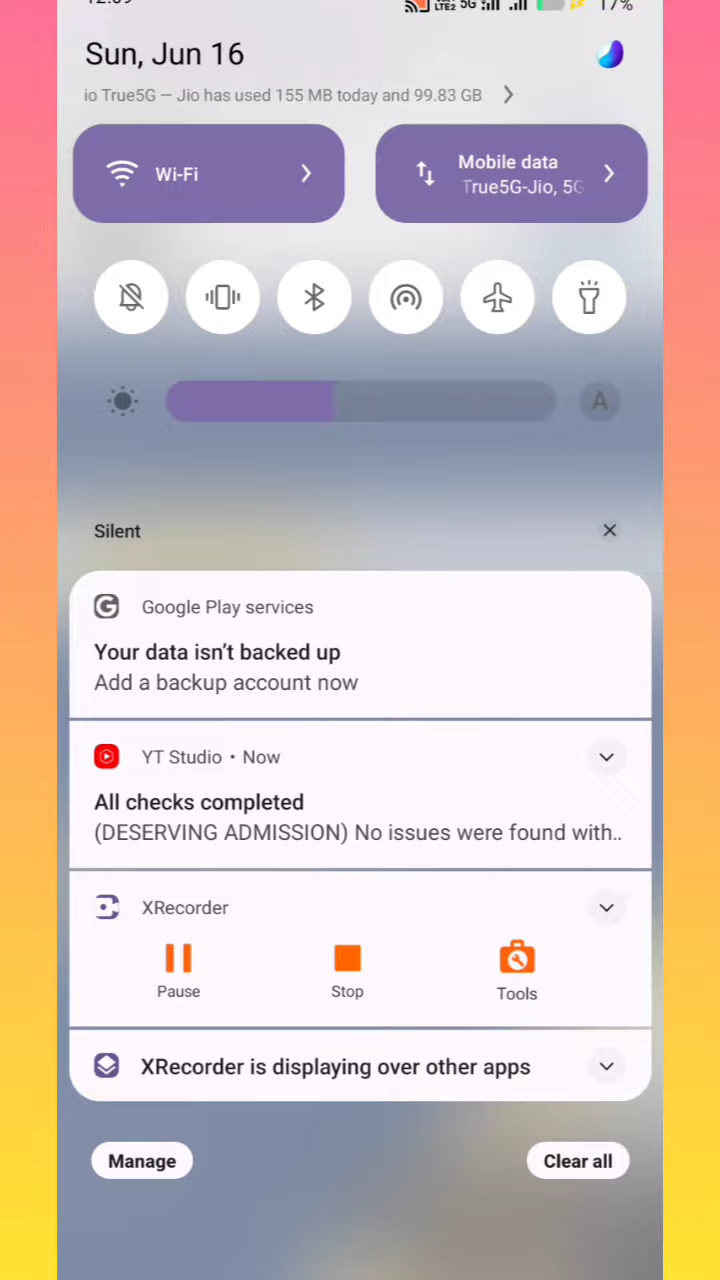 Sun, Jun 16
io True5G — Jio has used 155 MB today and 99.83 GB
Wi-Fi
Mobile data
True5G-Jio, 5G
A
Silent
Google Play services
Your data isn't backed up
Add a backup account now
YT Studio • Now
All checks completed
(DESERVING ADMISSION) No issues were found with..
XRecorder
Pause
Stop
Tools
XRecorder is displaying over other apps
Manage
Clear all